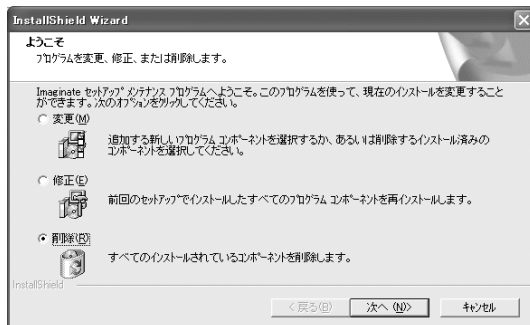 InstallShield Wizard
ようこそ
プログラムを変更、修正、または削除します。
Imaginate セットアップ メンテナンス プログラムへようこそ。このプログラムを使って、現在のインストールを変更すること
ができます。次のオプションをクリックしてください。
変更(M)
追加する新しいプログラム コンポーネントを選択するか、あるいは削除するインストール済みの
コンポーネントを選択してください。
修正(E)
前回のセットアップでインストールしたすべてのプログラム コンポーネントを再インストールします。
削除(R)
すべてのインストールされているコンポーネントを削除します。
InstallShield
< 戻る(B)
次へ (N)>
キャンセル